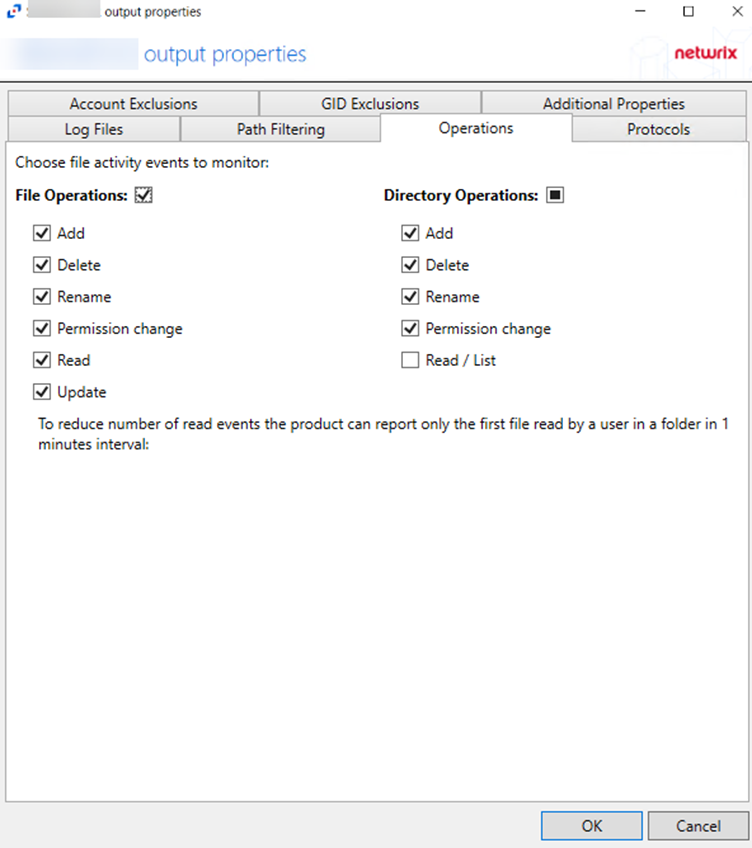 output properties
output properties
netwrix
Account Exclusions
GID Exclusions
Additional Properties
Log Files
Path Filtering
Operations
Protocols
Choose file activity events to monitor:
File Operations:
Add
Delete
Rename
Permission change
Read
Update
Directory Operations:
Add
Delete
Rename
Permission change
Read / List
To reduce number of read events the product can report only the first file read by a user in a folder in 1
minutes interval:
OK
Cancel